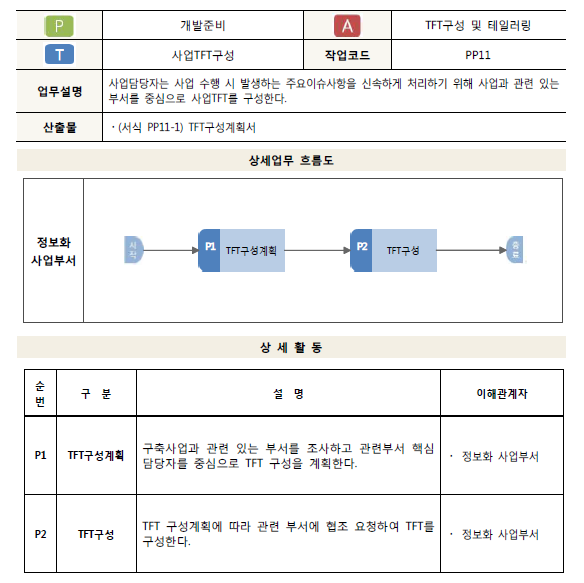 P 개발준비 A TFT구성 및 테일러링
T 사업TFT구성 작업코드 PP11
업무설명 사업담당자는 사업 수행 시 발생하는 주요이슈사항을 신속하게 처리하기 위해 사업과 관련 있는
부서를 중심으로 사업TFT를 구성한다.
산출물 ·(서식 PP11-1) TFT구성계획서
상세업무 흐름도
정보화
사업부서
시작
P1 TFT구성계획
P2 TFT구성
종료
상 세 활 동
순번 구 분 설 명 이해관계자
P1 TFT구성계획 구축사업과 관련 있는 부서를 조사하고 관련부서 핵심
담당자를 중심으로 TFT 구성을 계획한다.
· 정보화 사업부서
P2 TFT구성 TFT 구성계획에 따라 관련 부서에 협조 요청하여 TFT를
구성한다.
· 정보화 사업부서